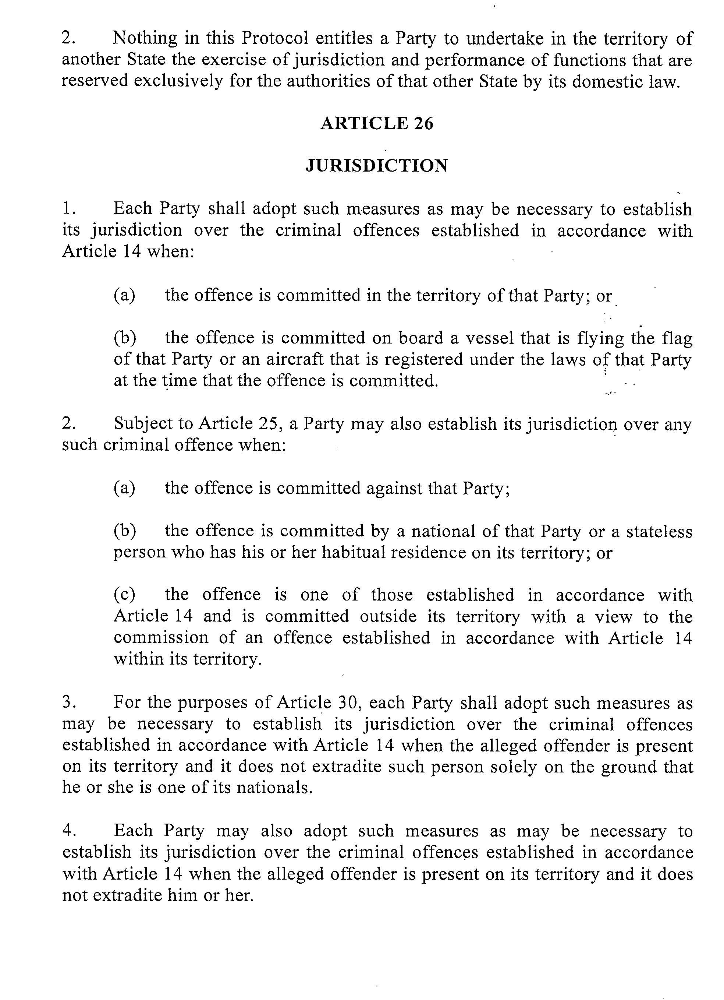 2. Nothing in this Protocol entitles a Party to undertake in the territory of
another State the exercise of jurisdiction and performance of functions that are
reserved exclusively for the authorities of that other State by its domestic law.
ARTICLE 26
JURISDICTION
1. Each Party shall adopt such measures as may be necessary to establish
its jurisdiction over the criminal offences established in accordance with
Article 14 when:
(a) the offence is committed in the territory of that Party; or
(b) the offence is committed on board a vessel that is flying the flag
of that Party or an aircraft that is registered under the laws of that Party
at the time that the offence is committed.
2. Subject to Article 25, a Party may also establish its jurisdiction over any
such criminal offence when:
(a) the offence is committed against that Party;
(b) the offence is committed by a national of that Party or a stateless
person who has his or her habitual residence on its territory; or
(c) the offence is one of those established in accordance with
Article 14 and is committed outside its territory with a view to the
commission of an offence established in accordance with Article 14
within its territory.
3. For the purposes of Article 30, each Party shall adopt such measures as
may be necessary to establish its jurisdiction over the criminal offences
established in accordance with Article 14 when the alleged offender is present
on its territory and it does not extradite such person solely on the ground that
he or she is one of its nationals.
4. Each Party may also adopt such measures as may be necessary to
establish its jurisdiction over the criminal offences established in accordance
with Article 14 when the alleged offender is present on its territory and it does
not extradite him or her.